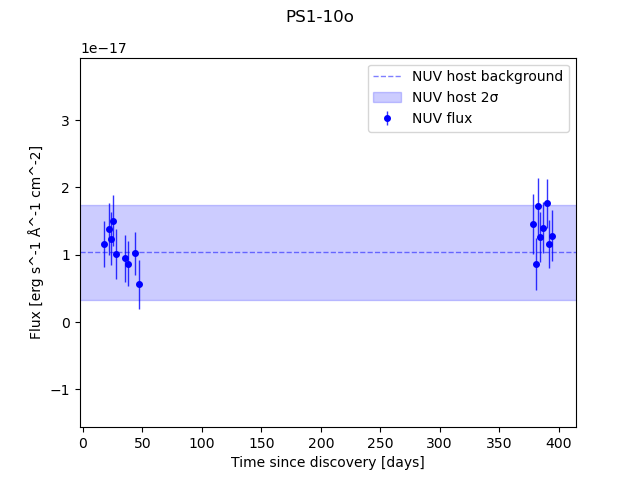 PS1-10o
1e−17
NUV host background
NUV host 2σ
NUV flux
3
2
1
0
−1
Flux [erg s^-1 Å^-1 cm^-2]
0 50 100 150 200 250 300 350 400
Time since discovery [days]